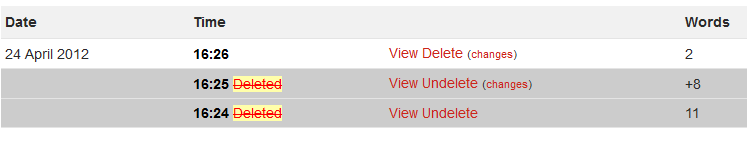 Date Time Words
24 April 2012 16:26 View Delete (changes) 2
16:25 Deleted View Undelete (changes) +8
16:24 Deleted View Undelete 11